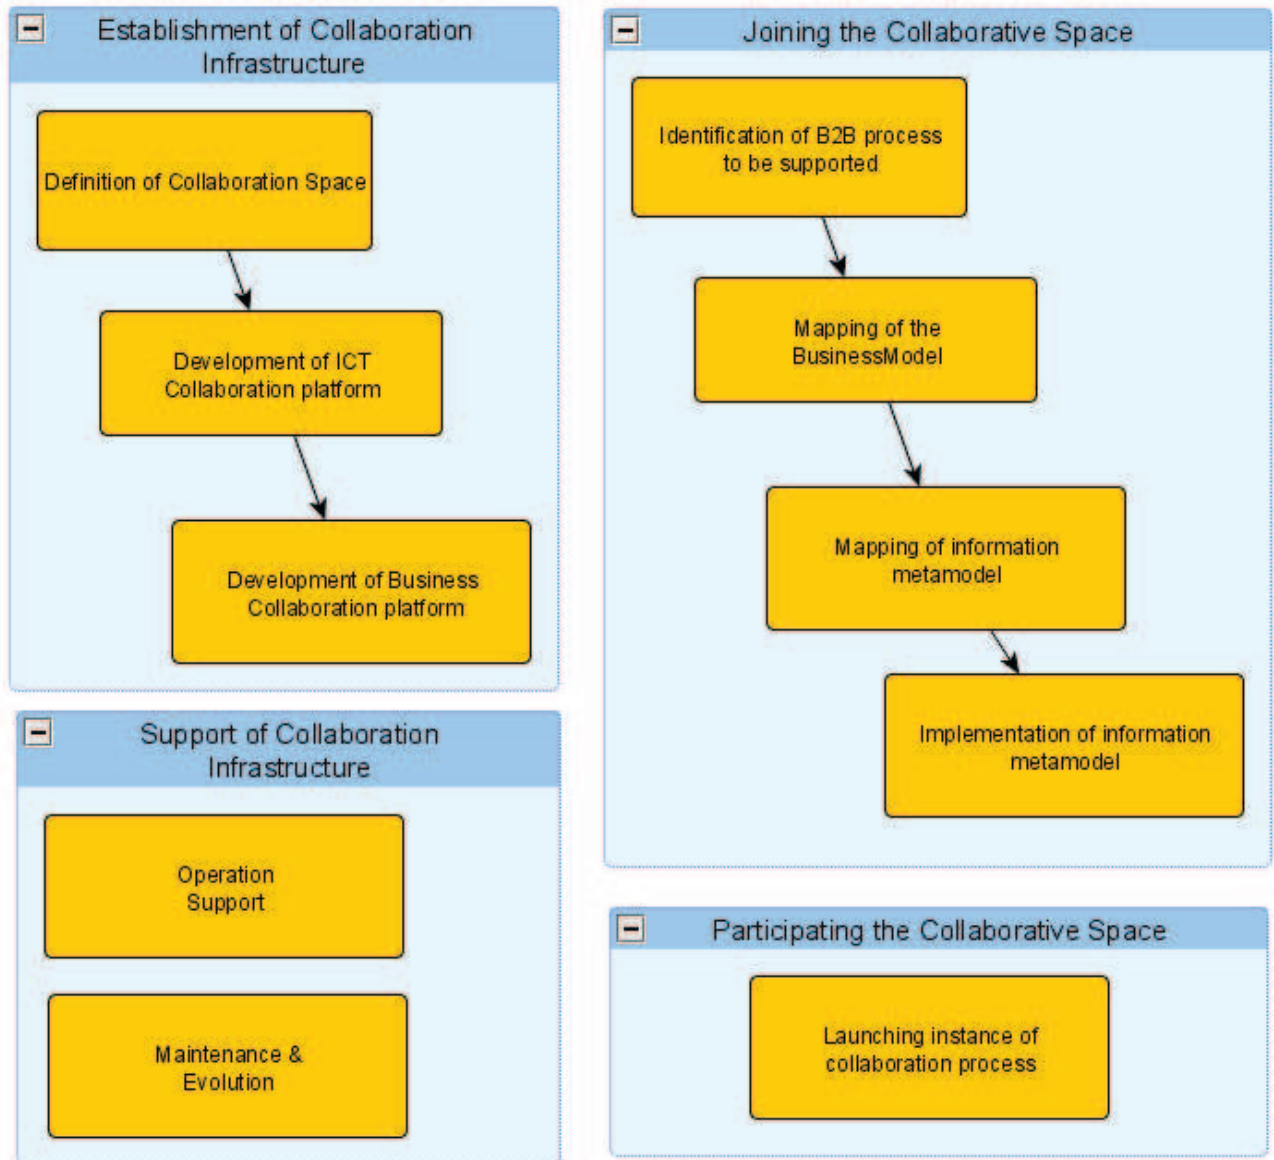 Establishment of Collaboration
Infrastructure
Definition of Collaboration Space
Development of ICT
Collaboration platform
Development of Business
Collaboration platform
Support of Collaboration
Infrastructure
Operation
Support
Maintenance &
Evolution
Joining the Collaborative Space
Identification of B2B process
to be supported
Mapping of the
BusinessModel
Mapping of information
metamodel
Implementation of information
metamodel
Participating the Collaborative Space
Launching instance of
collaboration process